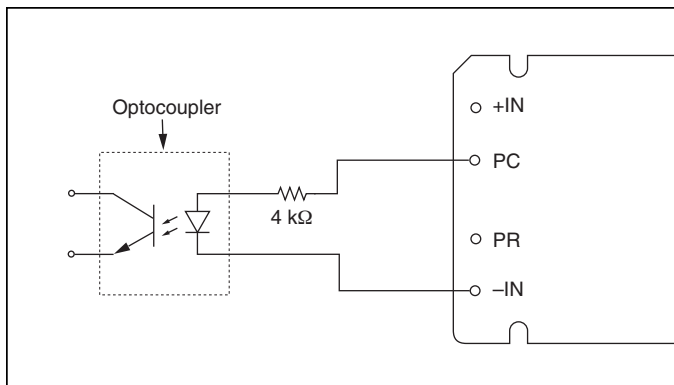 Optocoupler
4 kΩ
+IN
PC
PR
–IN